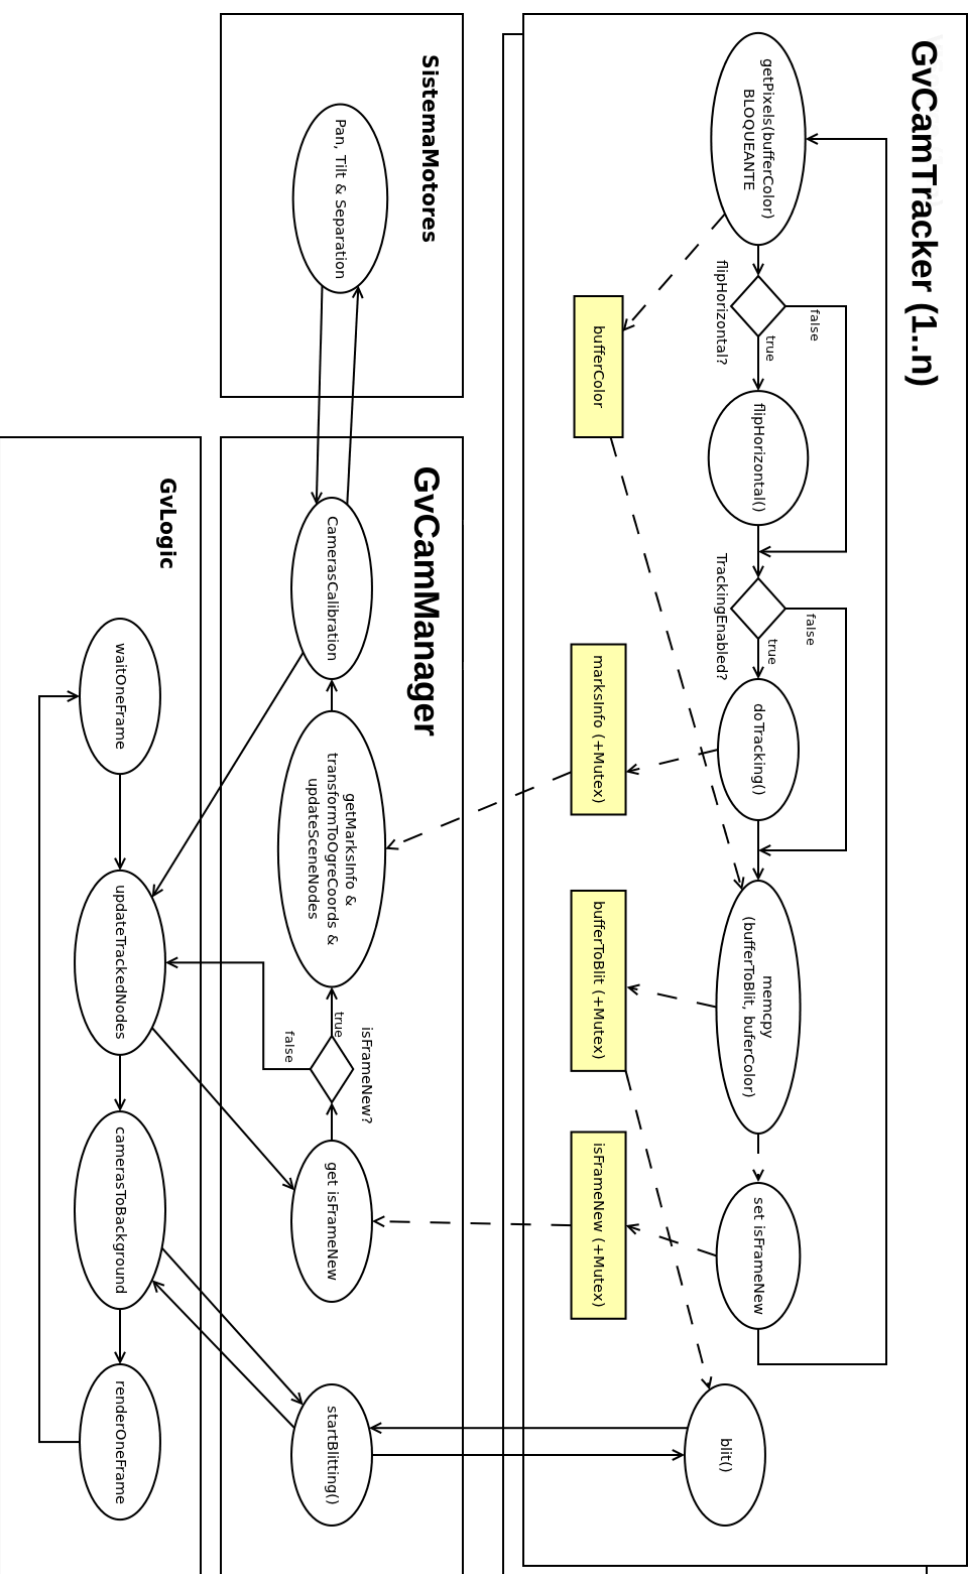 GvCamTracker (1..n)
getPixels(bufferColor)
BLOQUEANTE
flipHorizontal?
false
true
flipHorizontal()
TrackingEnabled?
false
true
doTracking()
memcpy
(bufferToBlit, buferColor)
set isFrameNew
blit()
bufferColor
marksInfo (+Mutex)
bufferToBlit (+Mutex)
isFrameNew (+Mutex)
SistemaMotores
Pan, Tilt & Separation
GvCamManager
CamerasCalibration
getMarksInfo &
transformToOgreCoords &
updateSceneNodes
isFrameNew?
true
false
get isFrameNew
startBlitting()
GvLogic
waitOneFrame
updateTrackedNodes
camerasToBackground
renderOneFrame